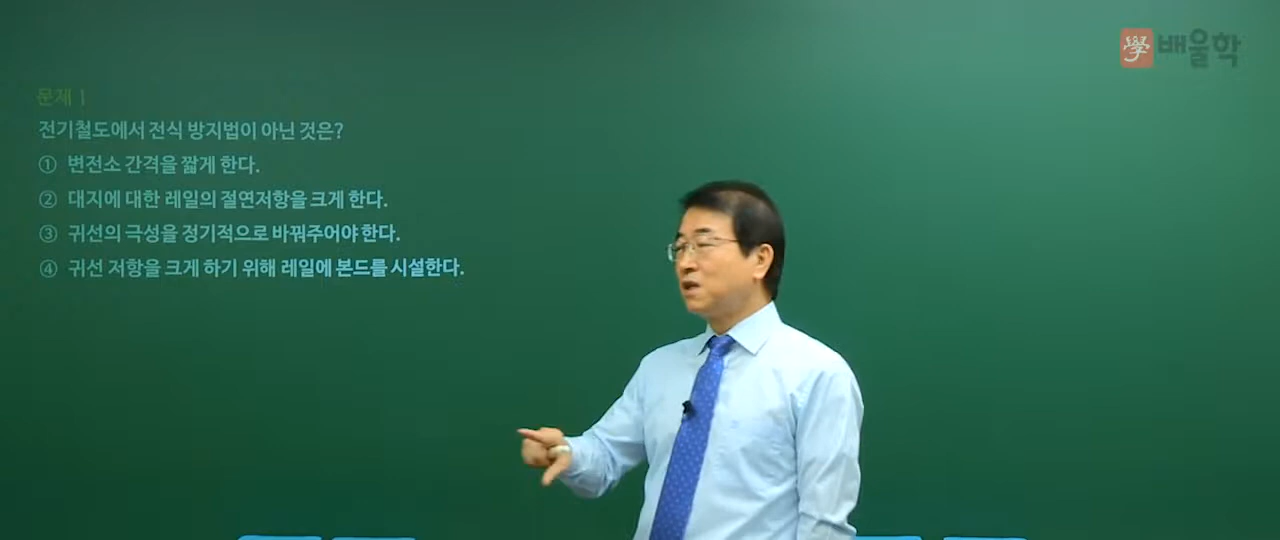 學 배울학
문제 1
전기철도에서 전식 방지법이 아닌 것은?
① 변전소 간격을 짧게 한다.
② 대지에 대한 레일의 절연저항을 크게 한다.
③ 귀선의 극성을 정기적으로 바꿔주어야 한다.
④ 귀선 저항을 크게 하기 위해 레일에 본드를 시설한다.